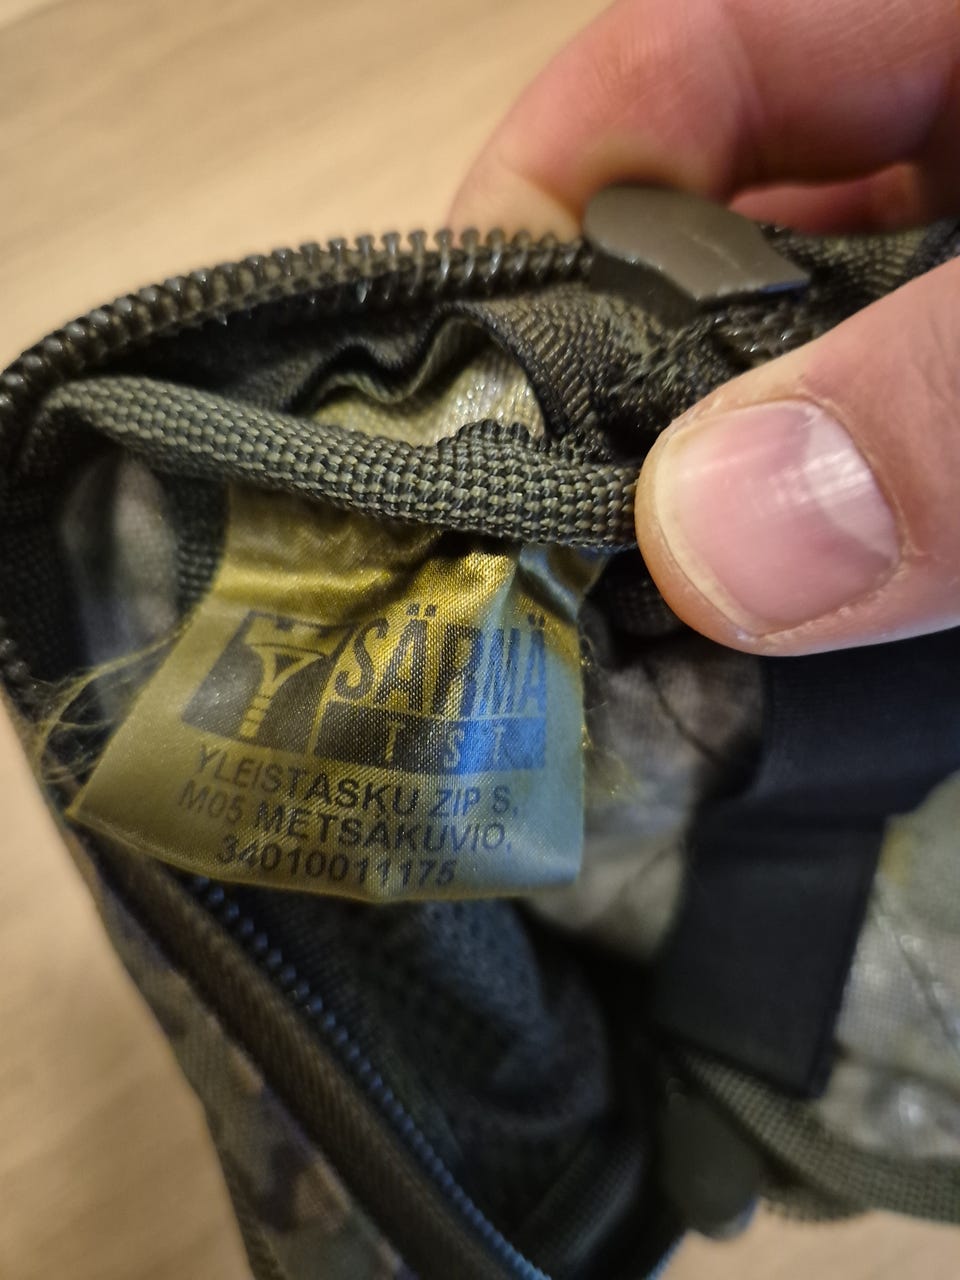 SÄRMÄ
TST
YLEISTASKU ZIP S,
M05 METSÄKUVIO,
34010011175